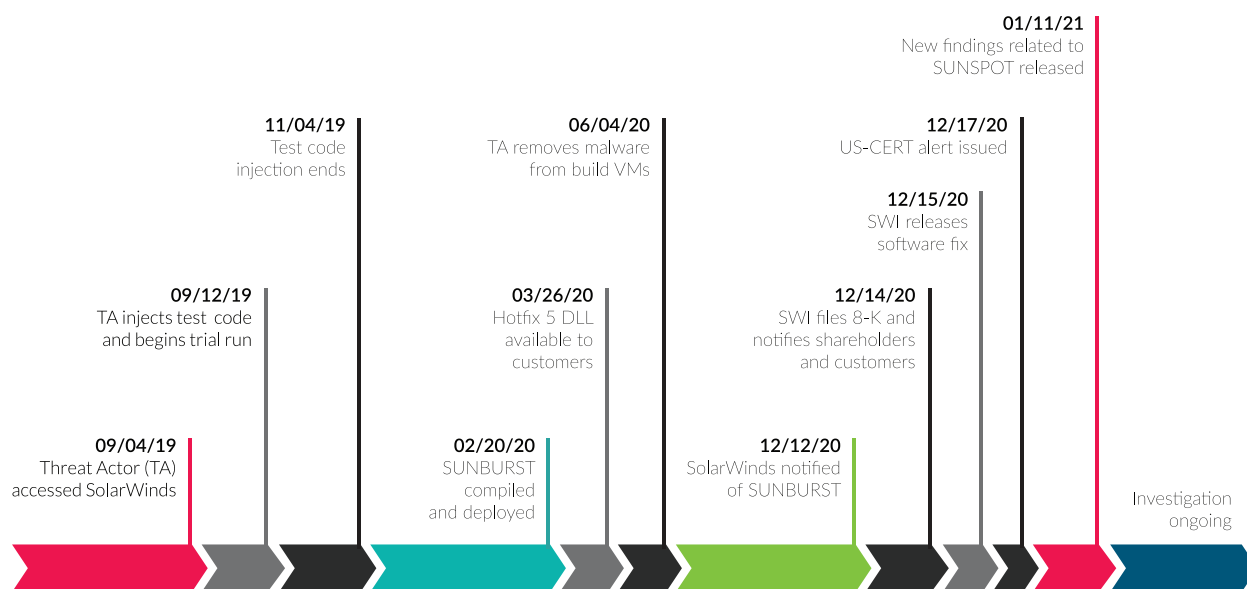 09/04/19
Threat Actor (TA)
accessed SolarWinds
09/12/19
TA injects test code
and begins trial run
11/04/19
Test code
injection ends
02/20/20
SUNBURST
compiled
and deployed
03/26/20
Hotfix 5 DLL
available to
customers
06/04/20
TA removes malware
from build VMs
12/12/20
SolarWinds notified
of SUNBURST
12/14/20
SWI files 8-K and
notifies shareholders
and customers
12/15/20
SWI releases
software fix
12/17/20
US-CERT alert issued
01/11/21
New findings related to
SUNSPOT released
Investigation
ongoing